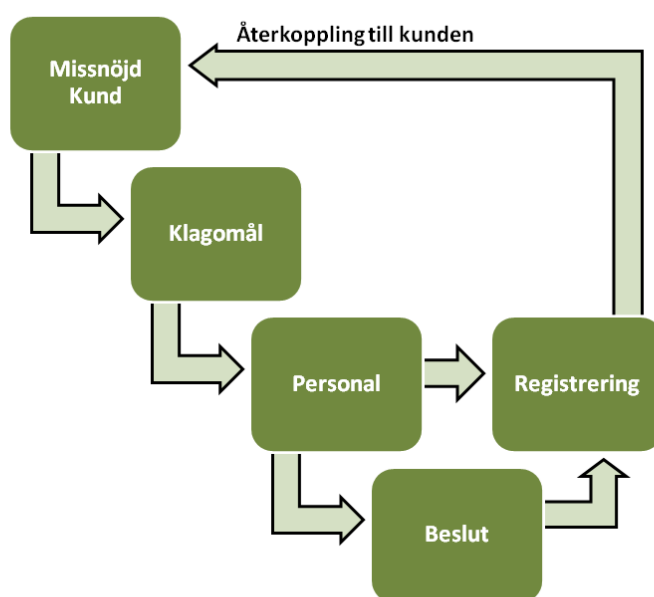 Återkoppling till kunden
Missnöjd
Kund
Klagomål
Personal
Registrering
Beslut